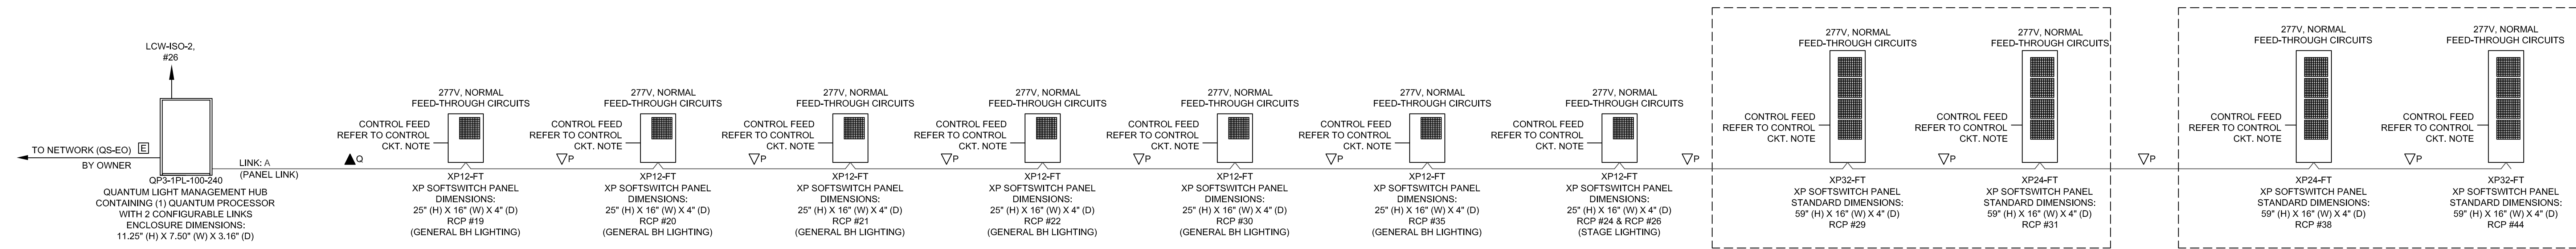 LCW-ISO-2,
#26
TO NETWORK (QS-EO) E
BY OWNER
LINK: A
(PANEL LINK)
QP3-1PL-100-240
QUANTUM LIGHT MANAGEMENT HUB
CONTAINING (1) QUANTUM PROCESSOR
WITH 2 CONFIGURABLE LINKS
ENCLOSURE DIMENSIONS:
11.25" (H) X 7.50" (W) X 3.16" (D)
Q
277V, NORMAL
FEED-THROUGH CIRCUITS
CONTROL FEED
REFER TO CONTROL
CKT. NOTE
XP12-FT
XP SOFTSWITCH PANEL
DIMENSIONS:
25" (H) X 16" (W) X 4" (D)
RCP #19
(GENERAL BH LIGHTING)
P
277V, NORMAL
FEED-THROUGH CIRCUITS
CONTROL FEED
REFER TO CONTROL
CKT. NOTE
XP12-FT
XP SOFTSWITCH PANEL
DIMENSIONS:
25" (H) X 16" (W) X 4" (D)
RCP #20
(GENERAL BH LIGHTING)
P
277V, NORMAL
FEED-THROUGH CIRCUITS
CONTROL FEED
REFER TO CONTROL
CKT. NOTE
XP12-FT
XP SOFTSWITCH PANEL
DIMENSIONS:
25" (H) X 16" (W) X 4" (D)
RCP #21
(GENERAL BH LIGHTING)
P
277V, NORMAL
FEED-THROUGH CIRCUITS
CONTROL FEED
REFER TO CONTROL
CKT. NOTE
XP12-FT
XP SOFTSWITCH PANEL
DIMENSIONS:
25" (H) X 16" (W) X 4" (D)
RCP #22
(GENERAL BH LIGHTING)
P
277V, NORMAL
FEED-THROUGH CIRCUITS
CONTROL FEED
REFER TO CONTROL
CKT. NOTE
XP12-FT
XP SOFTSWITCH PANEL
DIMENSIONS:
25" (H) X 16" (W) X 4" (D)
RCP #30
(GENERAL BH LIGHTING)
P
277V, NORMAL
FEED-THROUGH CIRCUITS
CONTROL FEED
REFER TO CONTROL
CKT. NOTE
XP12-FT
XP SOFTSWITCH PANEL
DIMENSIONS:
25" (H) X 16" (W) X 4" (D)
RCP #35
(GENERAL BH LIGHTING)
P
277V, NORMAL
FEED-THROUGH CIRCUITS
CONTROL FEED
REFER TO CONTROL
CKT. NOTE
XP12-FT
XP SOFTSWITCH PANEL
DIMENSIONS:
25" (H) X 16" (W) X 4" (D)
RCP #24 & RCP #26
(STAGE LIGHTING)
P
277V, NORMAL
FEED-THROUGH CIRCUITS
CONTROL FEED
REFER TO CONTROL
CKT. NOTE
XP32-FT
XP SOFTSWITCH PANEL
STANDARD DIMENSIONS:
59" (H) X 16" (W) X 4" (D)
RCP #29
P
277V, NORMAL
FEED-THROUGH CIRCUITS
CONTROL FEED
REFER TO CONTROL
CKT. NOTE
XP24-FT
XP SOFTSWITCH PANEL
STANDARD DIMENSIONS:
59" (H) X 16" (W) X 4" (D)
RCP #31
P
277V, NORMAL
FEED-THROUGH CIRCUITS
CONTROL FEED
REFER TO CONTROL
CKT. NOTE
XP24-FT
XP SOFTSWITCH PANEL
STANDARD DIMENSIONS:
59" (H) X 16" (W) X 4" (D)
RCP #38
P
277V, NORMAL
FEED-THROUGH CIRCUITS
CONTROL FEED
REFER TO CONTROL
CKT. NOTE
XP32-FT
XP SOFTSWITCH PANEL
STANDARD DIMENSIONS:
59" (H) X 16" (W) X 4" (D)
RCP #44